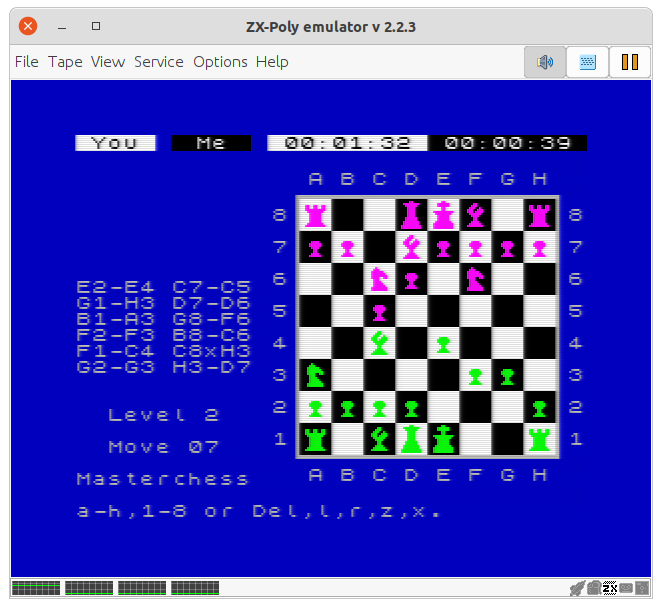 ZX-Poly emulator v 2.2.3
File Tape View Service Options Help
You Me 00:01:32 00:00:39
A B C D E F G H
8 8
7 7
6 6
5 5
4 4
3 3
2 2
1 1
A B C D E F G H
E2-E4 C7-C5
G1-H3 D7-D6
B1-A3 G8-F6
F2-F3 B8-C6
F1-C4 C8xH3
G2-G3 H3-D7
Level 2
Move 07
Masterchess
a-h,1-8 or Del,l,r,z,x.
ZX